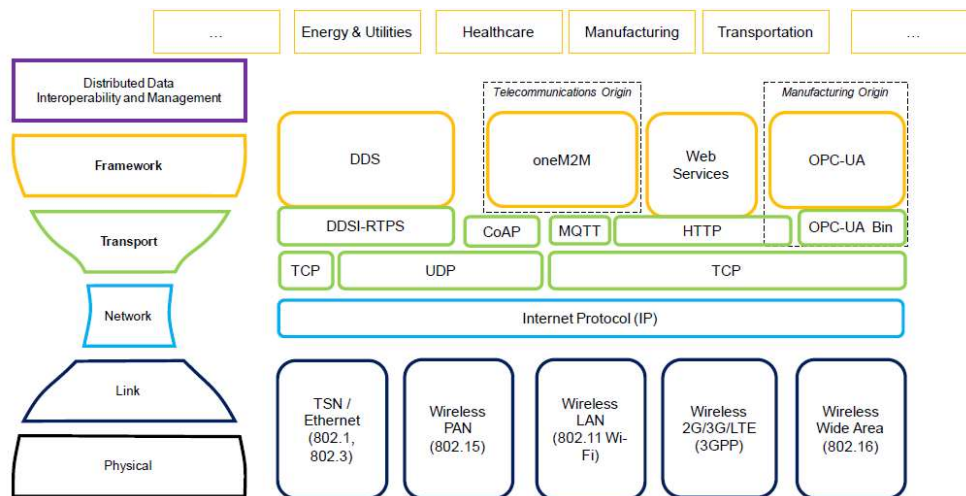 ...
Energy & Utilities
Healthcare
Manufacturing
Transportation
...
Distributed Data
Interoperability and Management
Telecommunications Origin
Manufacturing Origin
Framework
DDS
oneM2M
Web
Services
OPC-UA
Transport
DDSI-RTPS
CoAP
MQTT
HTTP
OPC-UA Bin
TCP
UDP
TCP
Network
Internet Protocol (IP)
Link
TSN /
Ethernet
(802.1,
802.3)
Wireless
PAN
(802.15)
Wireless
LAN
(802.11 Wi-
Fi)
Wireless
2G/3G/LTE
(3GPP)
Wireless
Wide Area
(802.16)
Physical